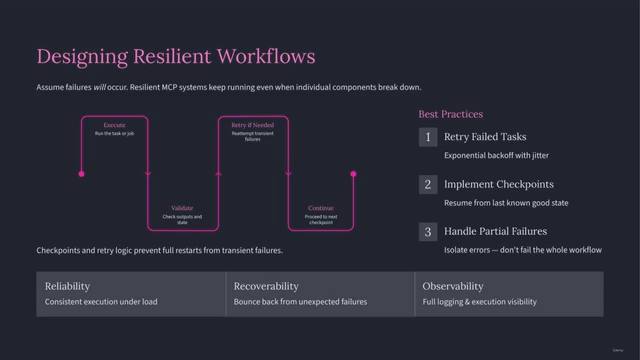 Designing Resilient Workflows
Assume failures will occur. Resilient MCP systems keep running even when individual components break down.
Execute
Run the task or job
Retry if Needed
Reattempt transient
failures
Validate
Check outputs and
state
Continue
Proceed to next
checkpoint
Checkpoints and retry logic prevent full restarts from transient failures.
Best Practices
1
Retry Failed Tasks
Exponential backoff with jitter
2
Implement Checkpoints
Resume from last known good state
3
Handle Partial Failures
Isolate errors — don't fail the whole workflow
Reliability
Consistent execution under load
Recoverability
Bounce back from unexpected failures
Observability
Full logging & execution visibility
Udemy